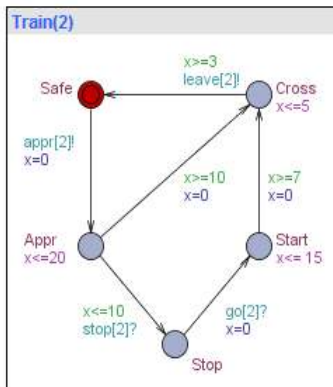 Train(2)
x>=3
leave[2]!
Safe
Cross
x<=5
appr[2]!
x=0
x>=10
x=0
x>=7
x=0
Appr
x<=20
Start
x<= 15
x<=10
stop[2]?
go[2]?
x=0
Stop